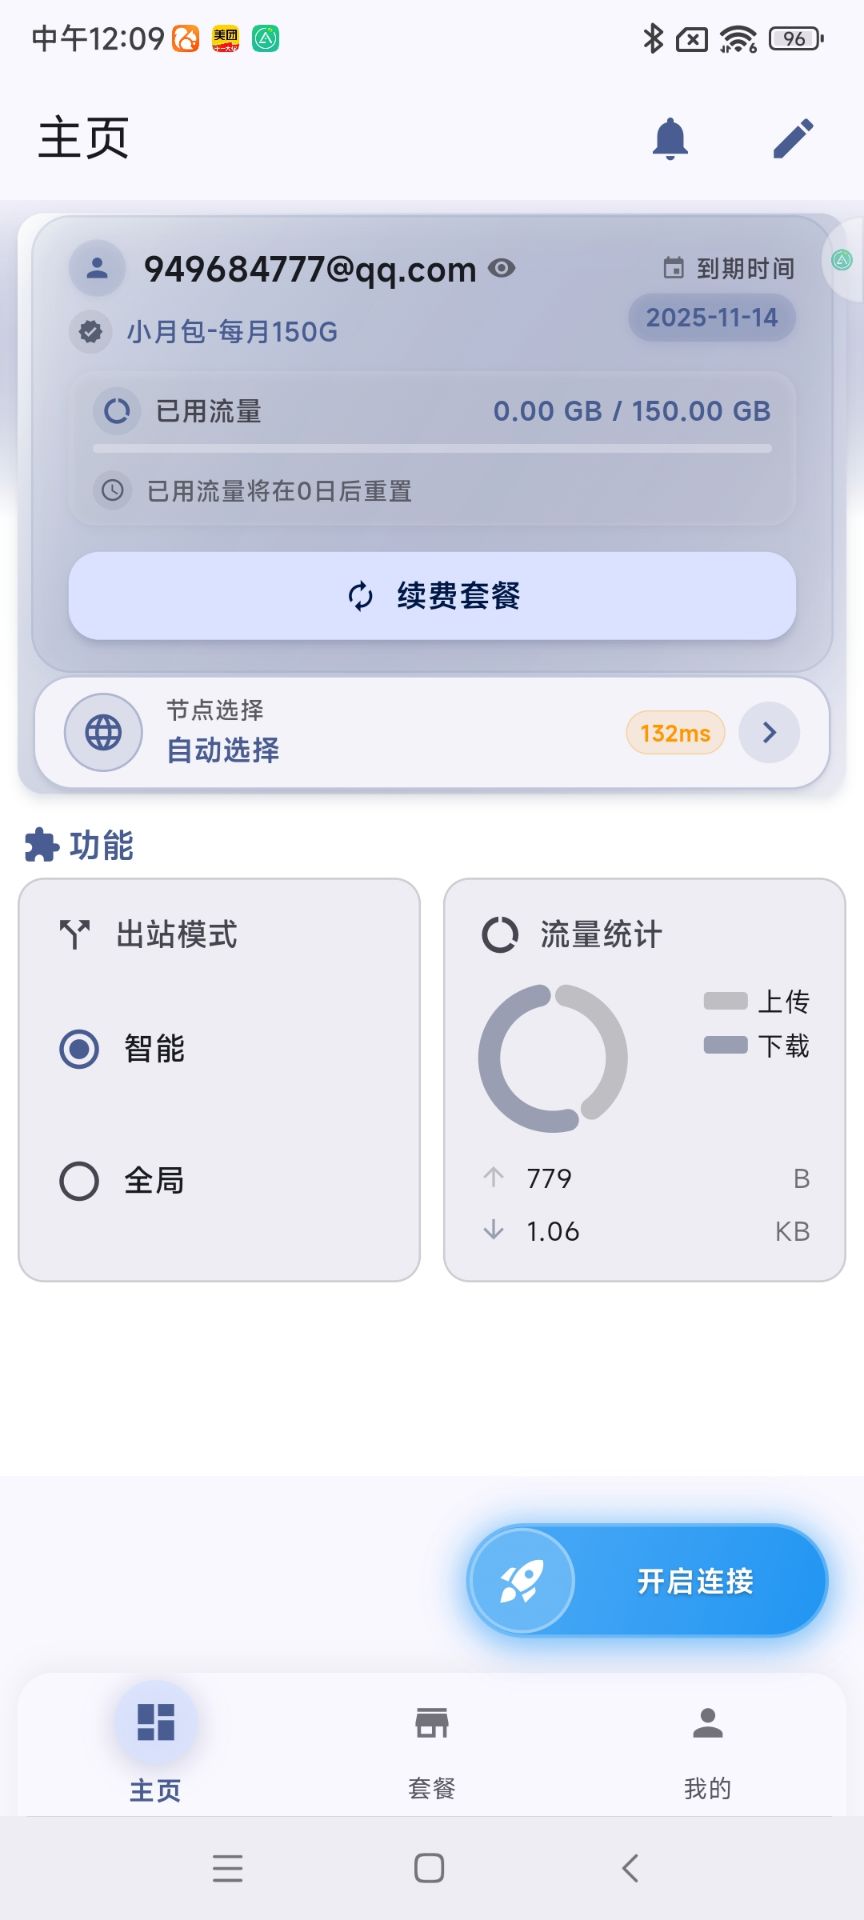 中午12:09
美团
96
主页
949684777@qq.com
到期时间
小月包-每月150G
2025-11-14
已用流量
0.00 GB / 150.00 GB
已用流量将在0日后重置
续费套餐
节点选择
自动选择
132ms
功能
出站模式
智能
全局
流量统计
上传
下载
779 B
1.06 KB
开启连接
主页
套餐
我的